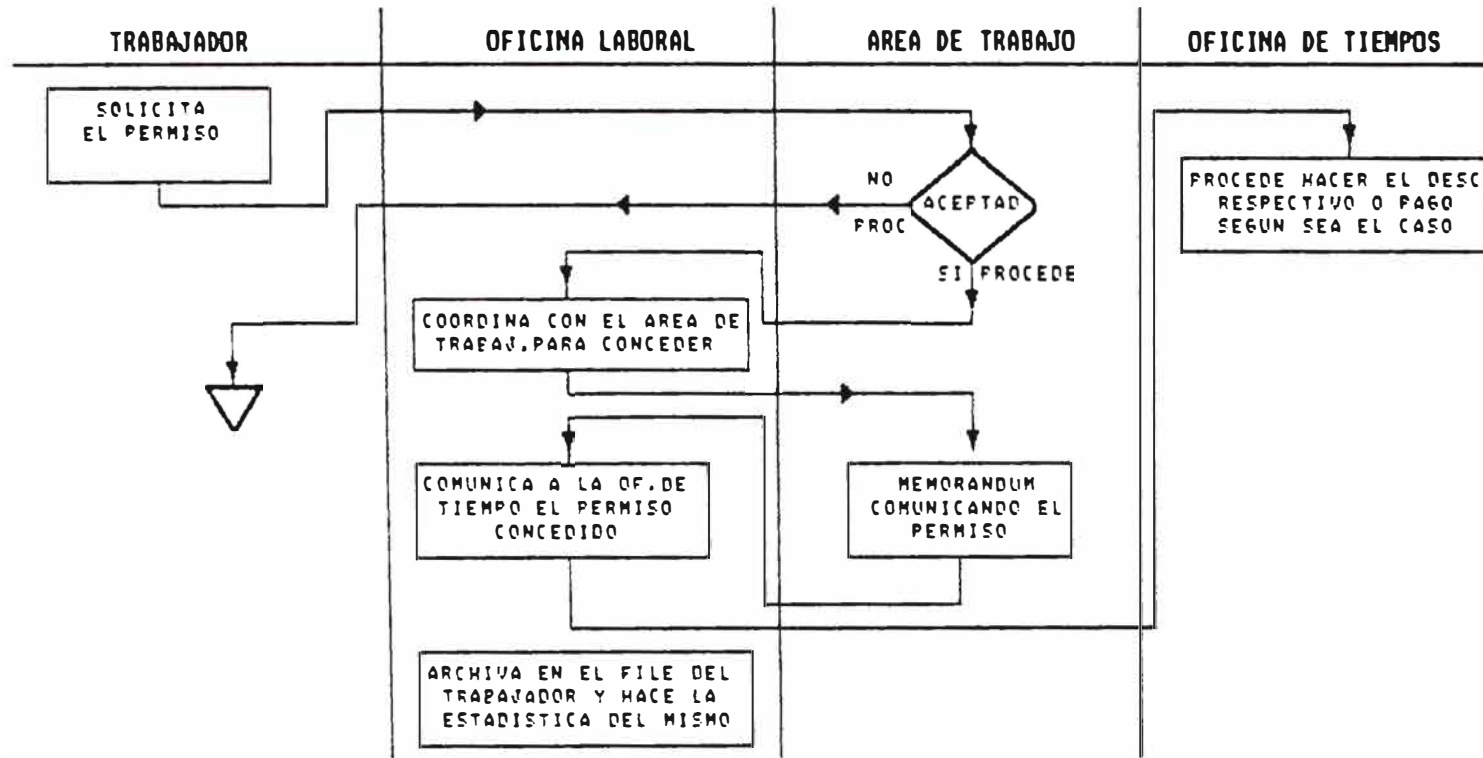 TRABAJADOR
OFICINA LABORAL
AREA DE TRABAJO
OFICINA DE TIEMPOS
SOLICITA
EL PERMISO
NO
PROC
ACEPTAD
SI PROCEDE
PROCEDE HACER EL DESC
RESPECTIVO O PAGO
SEGUN SEA EL CASO
COORDINA CON EL AREA DE
TRABAJ.PARA CONCEDER
COMUNICA A LA OF.DE
TIEMPO EL PERMISO
CONCEDIDO
MEMORANDUM
COMUNICANDO EL
PERMISO
ARCHIVA EN EL FILE DEL
TRABAJADOR Y HACE LA
ESTADISTICA DEL MISMO